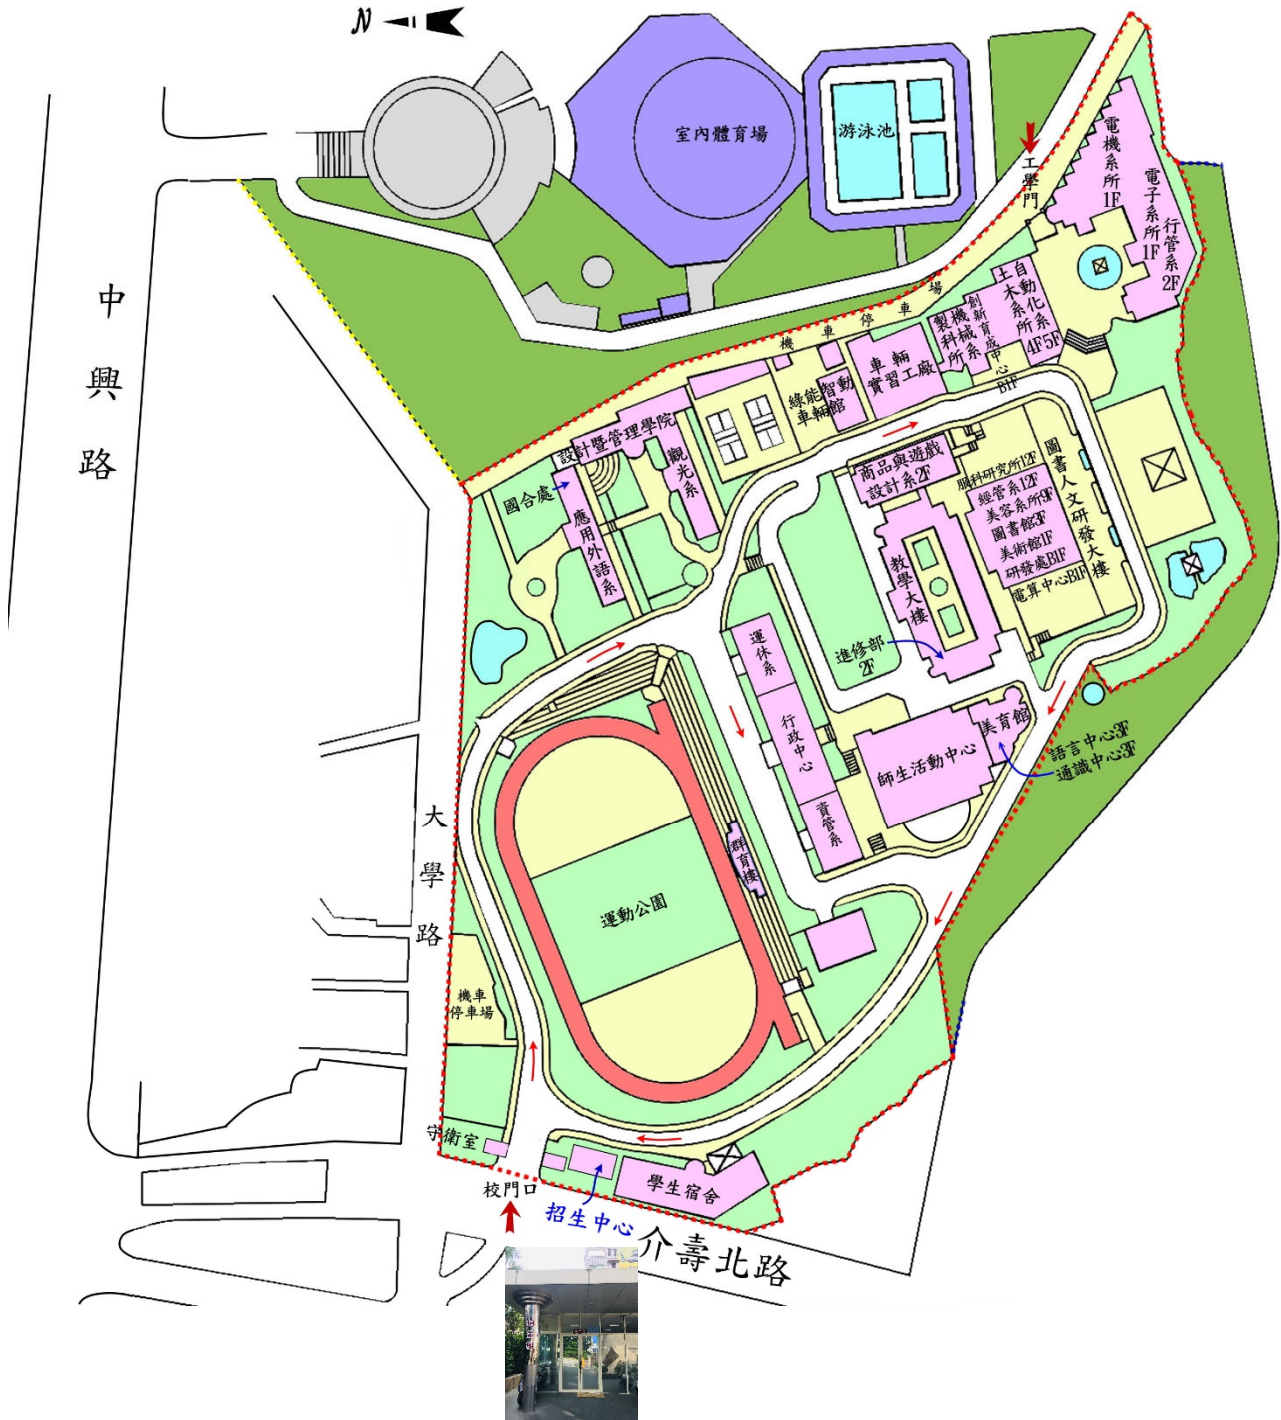 N
室內體育場
游泳池
工學門
電機系所1F
電子系所1F
行管系2F
中興路
機車停車場
自動化系5F
土木系所4F
創新育成中心B1F
機械系
製科所
車輛
實習工廠
智動館
綠能車輛
設計暨管理學院
觀光系
國合處
應用外語系
商品與遊戲
設計系2F
腦科研究所12F
經管系12F
美容系所9F
圖書館3F
美術館1F
研發處B1F
電算中心B1F
圖書人文研發大樓
教學大樓
進修部
2F
運休系
行政中心
資管系
師生活動中心
美育館
語言中心3F
通識中心3F
群育樓
運動公園
大學路
機車
停車場
守衛室
校門口
招生中心
學生宿舍
介壽北路